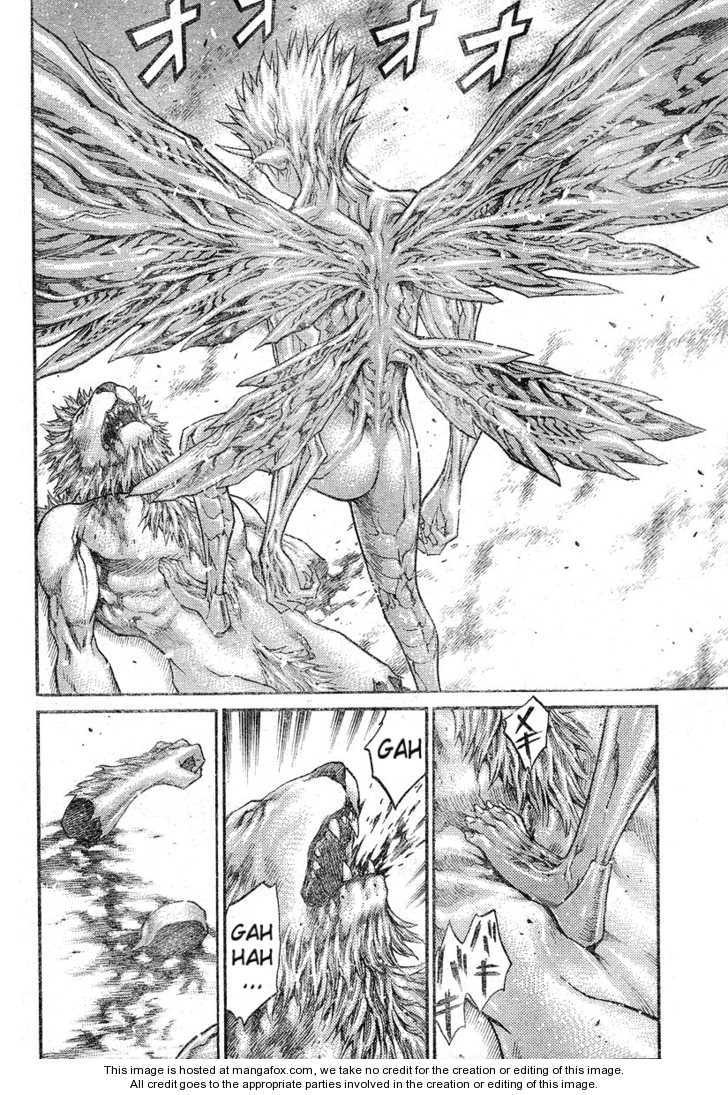 オオオオ
メキ
GAH
メキ
メキ
GAH
HAH
...
This image is hosted at mangafox.com, we take no credit for the creation or editing of this image.
All credit goes to the appropriate parties involved in the creation or editing of this image.